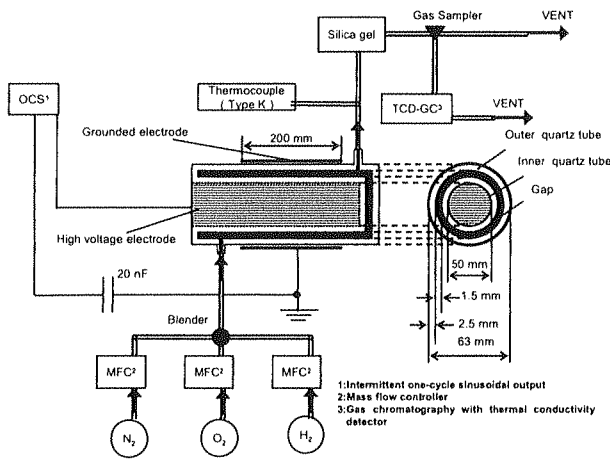 Gas Sampler
VENT
Silica gel
Thermocouple
( Type K )
OCS¹
TCD-GC³
VENT
Grounded electrode
200 mm
Outer quartz tube
Inner quartz tube
Gap
High voltage electrode
20 nF
50 mm
1.5 mm
2.5 mm
63 mm
Blender
MFC²
MFC²
MFC²
N₂
O₂
H₂
1:Intermittent one-cycle sinusoidal output
2:Mass flow controller
3:Gas chromatography with thermal conductivity
detector